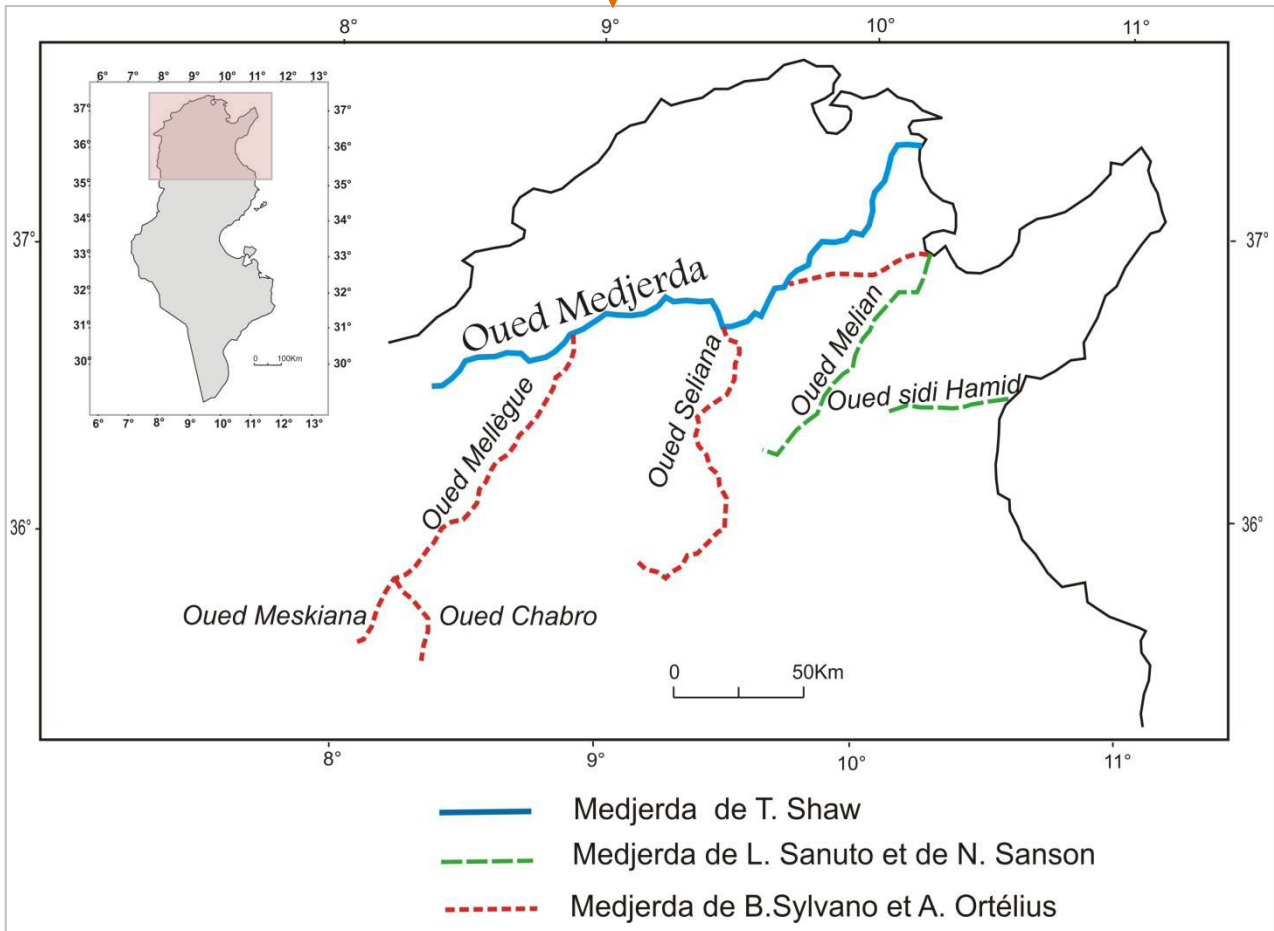 8° 9° 10° 11°
6° 7° 8° 9° 10° 11° 12° 13°
37° 37°
36° 36°
35° 35°
34° 34°
33° 33°
32° 32°
31° 31°
30° 30°
0 100Km
6° 7° 8° 9° 10° 11° 12° 13°
37° 37°
Oued Medjerda
Oued Mellègue
Oued Seliana
Oued Melian
Oued sidi Hamid
36° 36°
Oued Meskiana
Oued Chabro
0 50Km
8° 9° 10° 11°
Medjerda de T. Shaw
Medjerda de L. Sanuto et de N. Sanson
Medjerda de B.Sylvano et A. Ortélius